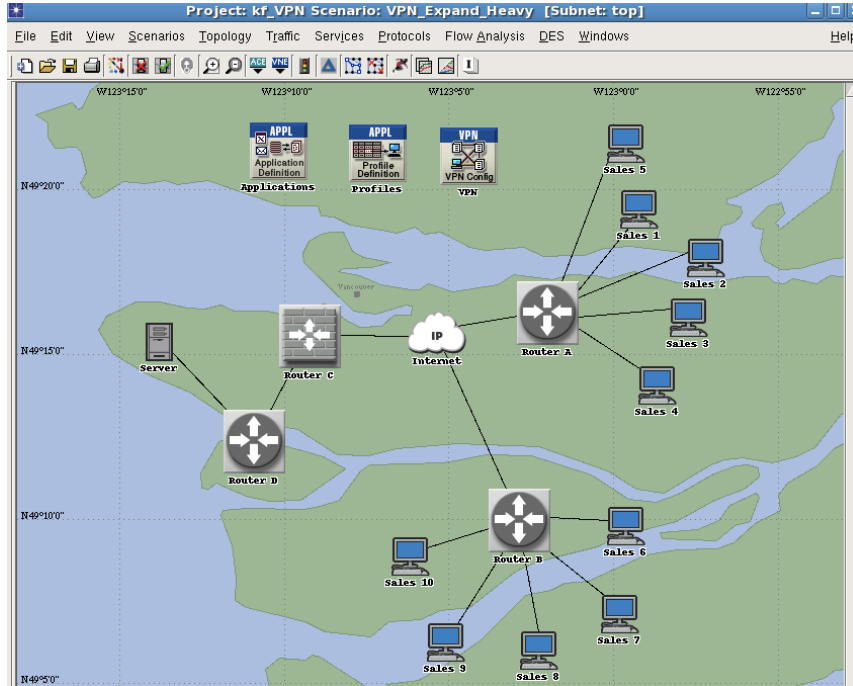 Project: kf_VPN Scenario: VPN_Expand_Heavy [Subnet: top]
File Edit View Scenarios Topology Traffic Services Protocols Flow Analysis DES Windows Help
ACE VNE
W123°15'0" W123°10'0" W123°5'0" W123°0'0" W122°55'0"
APPL
Application
Definition
Applications
APPL
Profile
Definition
Profiles
VPN
VPN Config
VPN
Sales 5
N49°20'0"
Sales 1
Sales 2
Vancouver
Sales 3
IP
Internet
Router A
N49°15'0"
Server
Router C
Sales 4
Router D
N49°10'0"
Router B
Sales 6
Sales 10
Sales 7
Sales 9
Sales 8
N49°5'0"